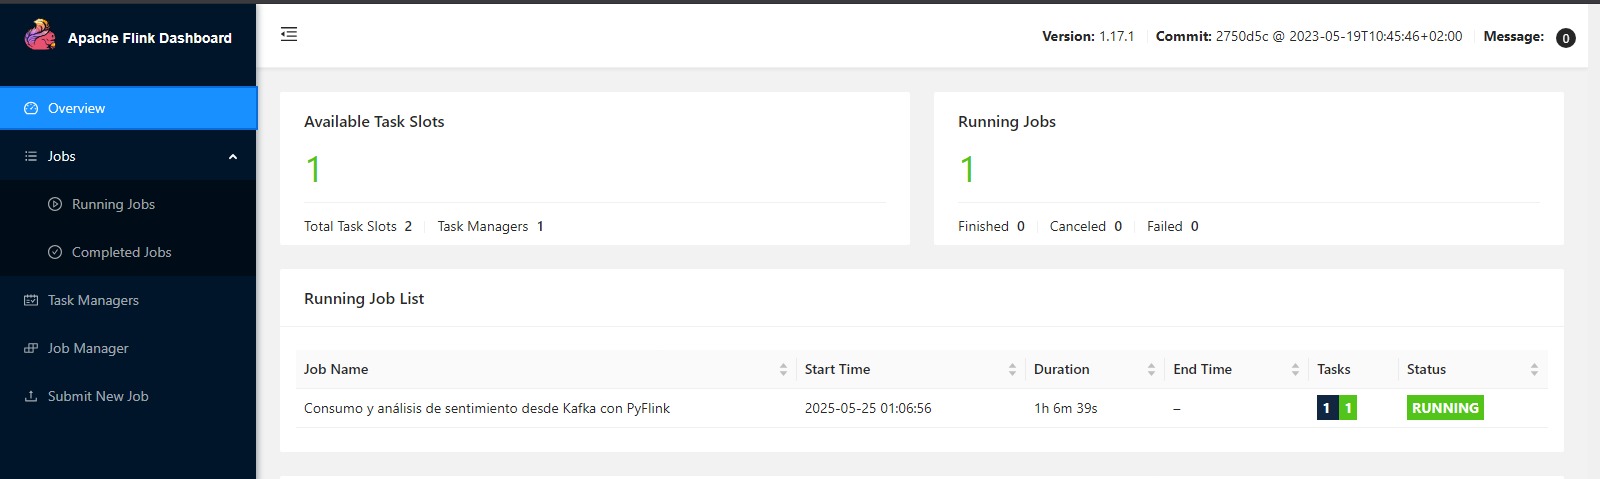 Apache Flink Dashboard
Version: 1.17.1 Commit: 2750d5c @ 2023-05-19T10:45:46+02:00 Message: 0
Overview
Jobs
Running Jobs
Completed Jobs
Task Managers
Job Manager
Submit New Job
Available Task Slots
1
Total Task Slots 2 Task Managers 1
Running Jobs
1
Finished 0 Canceled 0 Failed 0
Running Job List
Job Name Start Time Duration End Time Tasks Status
Consumo y análisis de sentimiento desde Kafka con PyFlink 2025-05-25 01:06:56 1h 6m 39s – 1 1 RUNNING